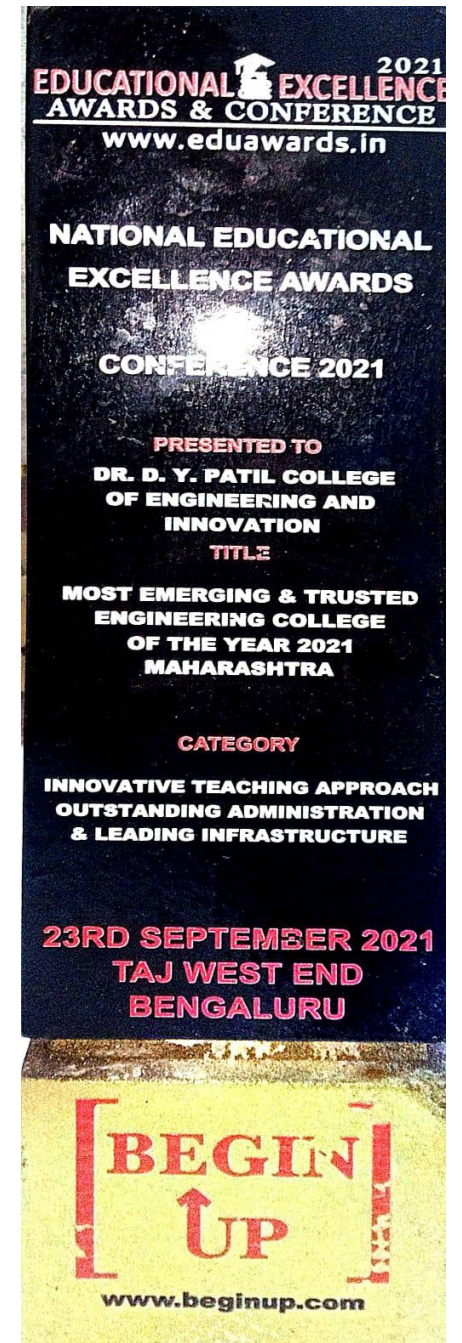 2021
EDUCATIONAL EXCELLENCE
AWARDS & CONFERENCE
www.eduawards.in
NATIONAL EDUCATIONAL
EXCELLENCE AWARDS
CONFERENCE 2021
PRESENTED TO
DR. D. Y. PATIL COLLEGE
OF ENGINEERING AND
INNOVATION
TITLE
MOST EMERGING & TRUSTED
ENGINEERING COLLEGE
OF THE YEAR 2021
MAHARASHTRA
CATEGORY
INNOVATIVE TEACHING APPROACH
OUTSTANDING ADMINISTRATION
& LEADING INFRASTRUCTURE
23RD SEPTEMBER 2021
TAJ WEST END
BENGALURU
BEGIN
UP
www.beginup.com